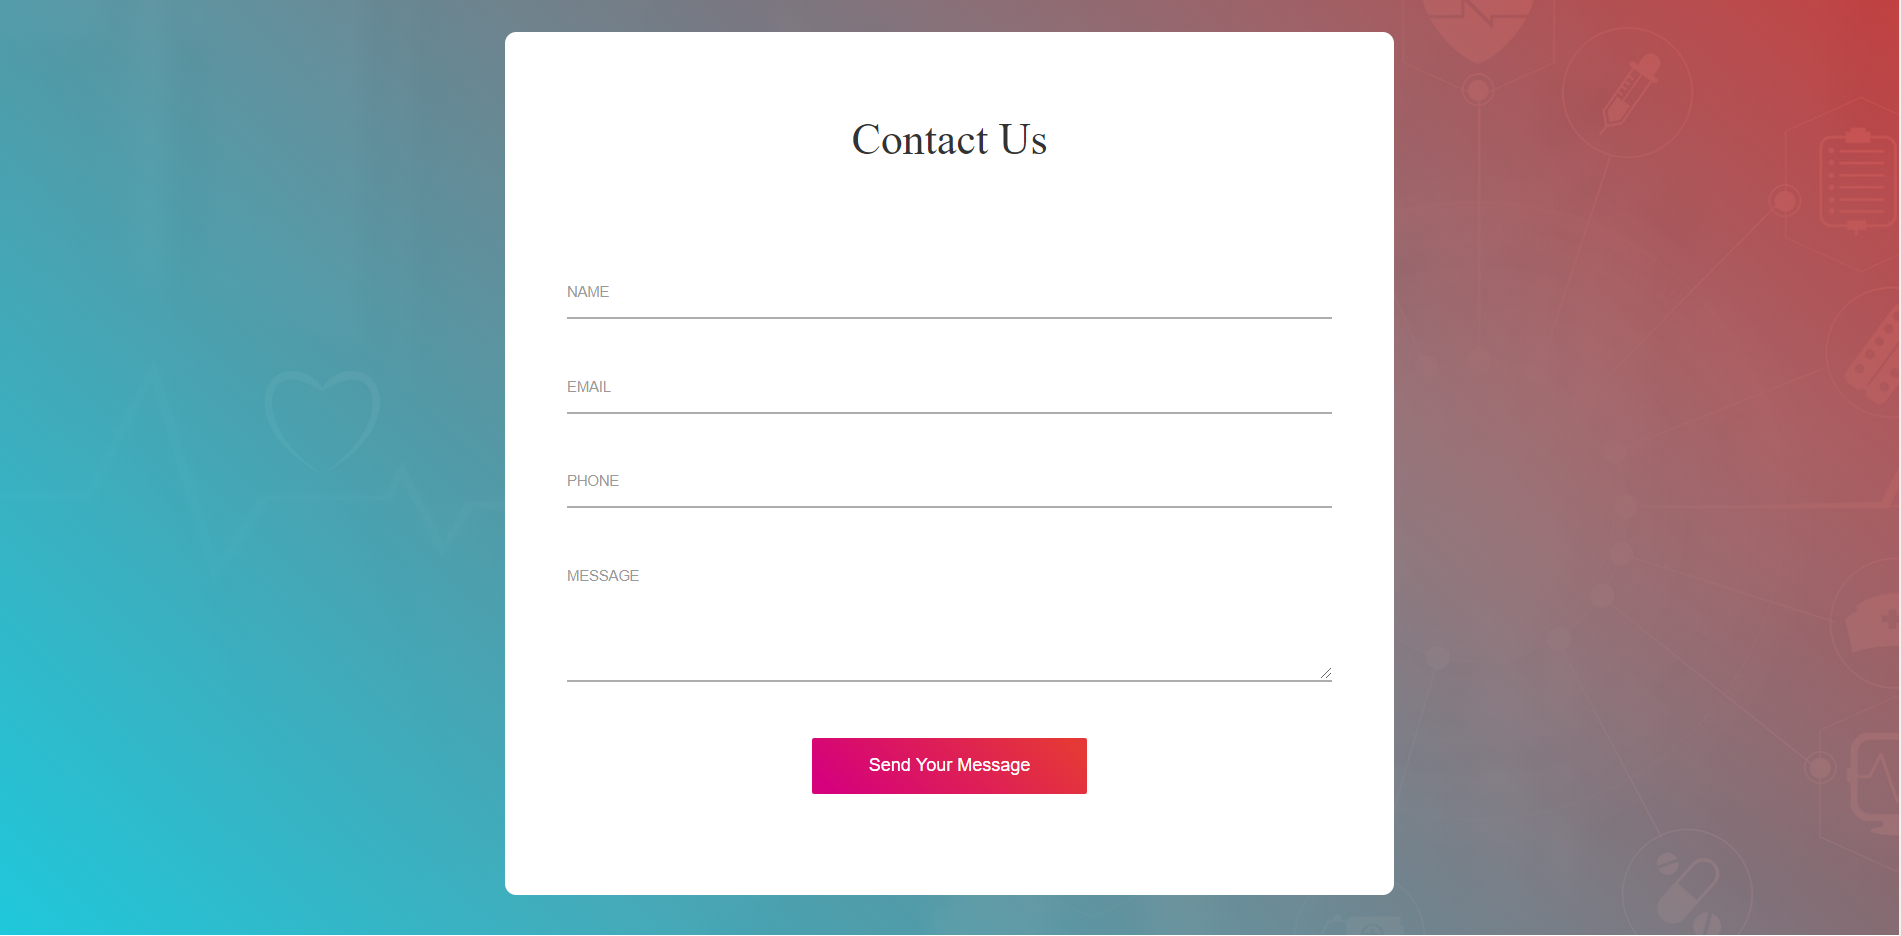 Contact Us
NAME
EMAIL
PHONE
MESSAGE
Send Your Message